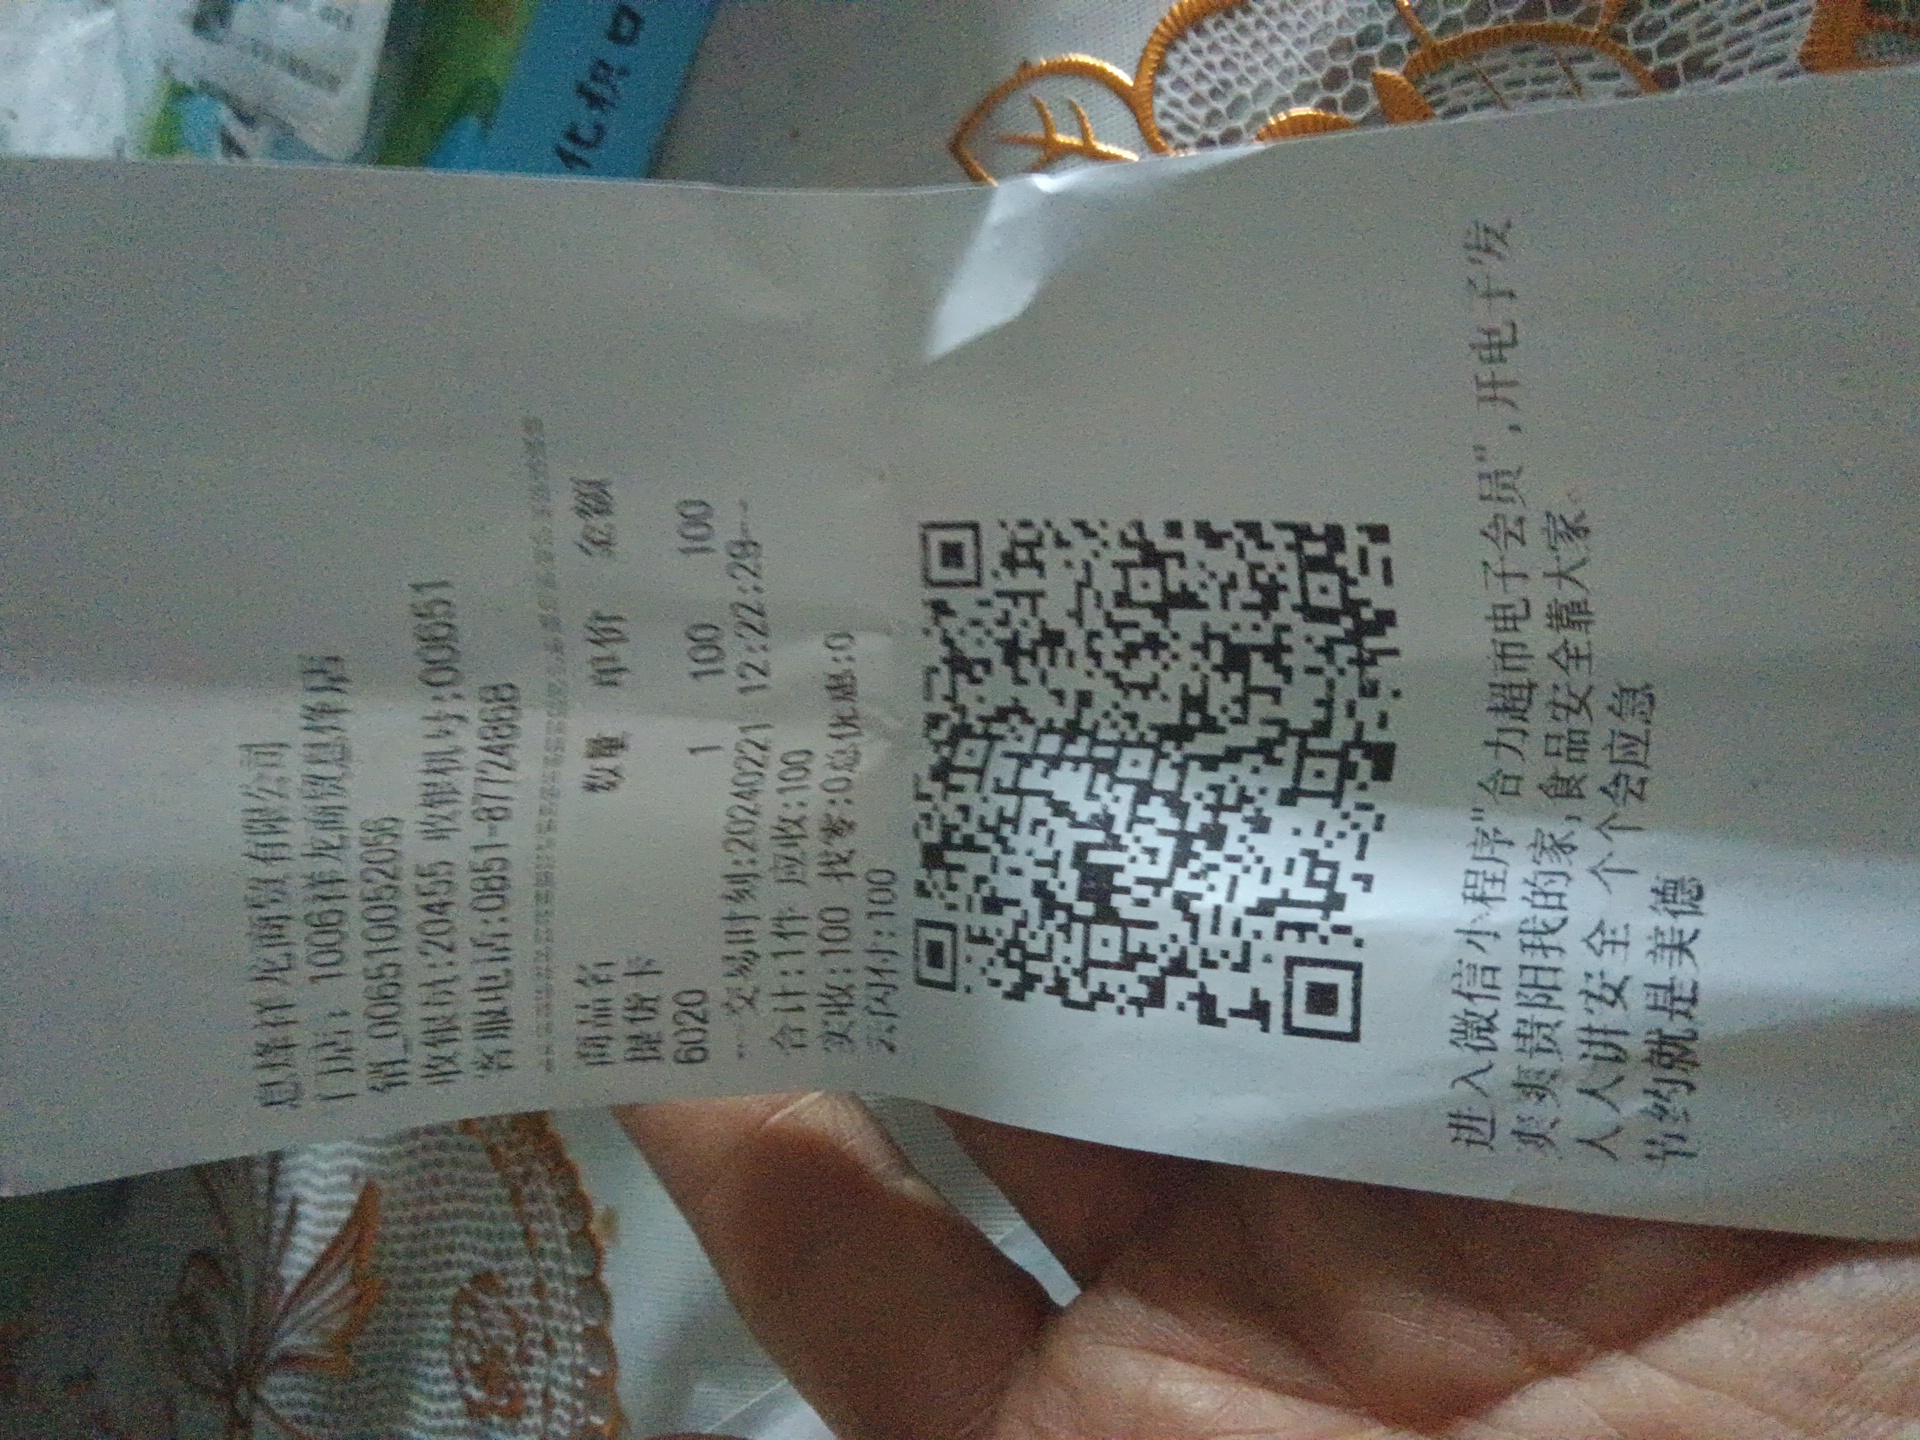 息烽祥龙商贸有限公司
门店: 1006祥龙商贸息烽店
销_0065100652056
收银员:204455 收银机号:00651
客服电话:0851-87724868
商品名 数量 单价 金额
提货卡
6020 1 100 100
--交易时刻:20240221 12:22:29--
合计:1件 应收:100
实收:100 找零:0总优惠:0
云闪付:100
进入微信小程序"合力超市电子会员",开电子发
爽爽贵阳我的家,食品安全靠大家。
人人讲安全 个个会应急
节约就是美德
化积口